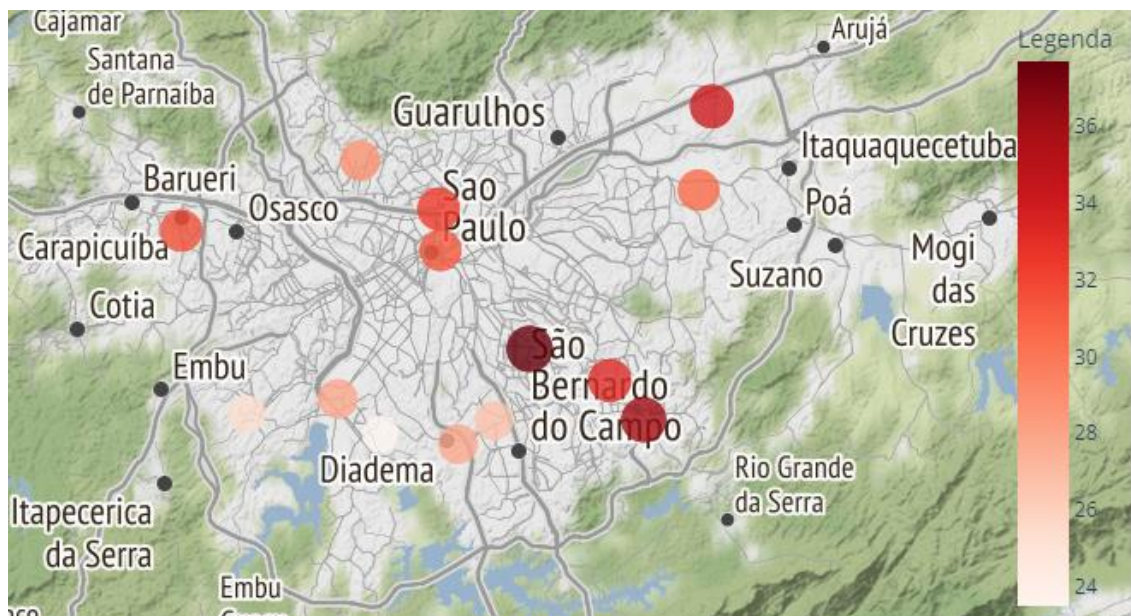 Cajamar
Arujá
Legenda
Santana
de Parnaíba
Guarulhos
36
Itaquaquecetuba
Barueri
Sao
Paulo
Osasco
Poá
34
Carapicuíba
Mogi
das
Cruzes
Suzano
32
Cotia
São
Bernardo
do Campo
30
Embu
28
Diadema
Rio Grande
da Serra
Itapecerica
da Serra
26
Embu
24